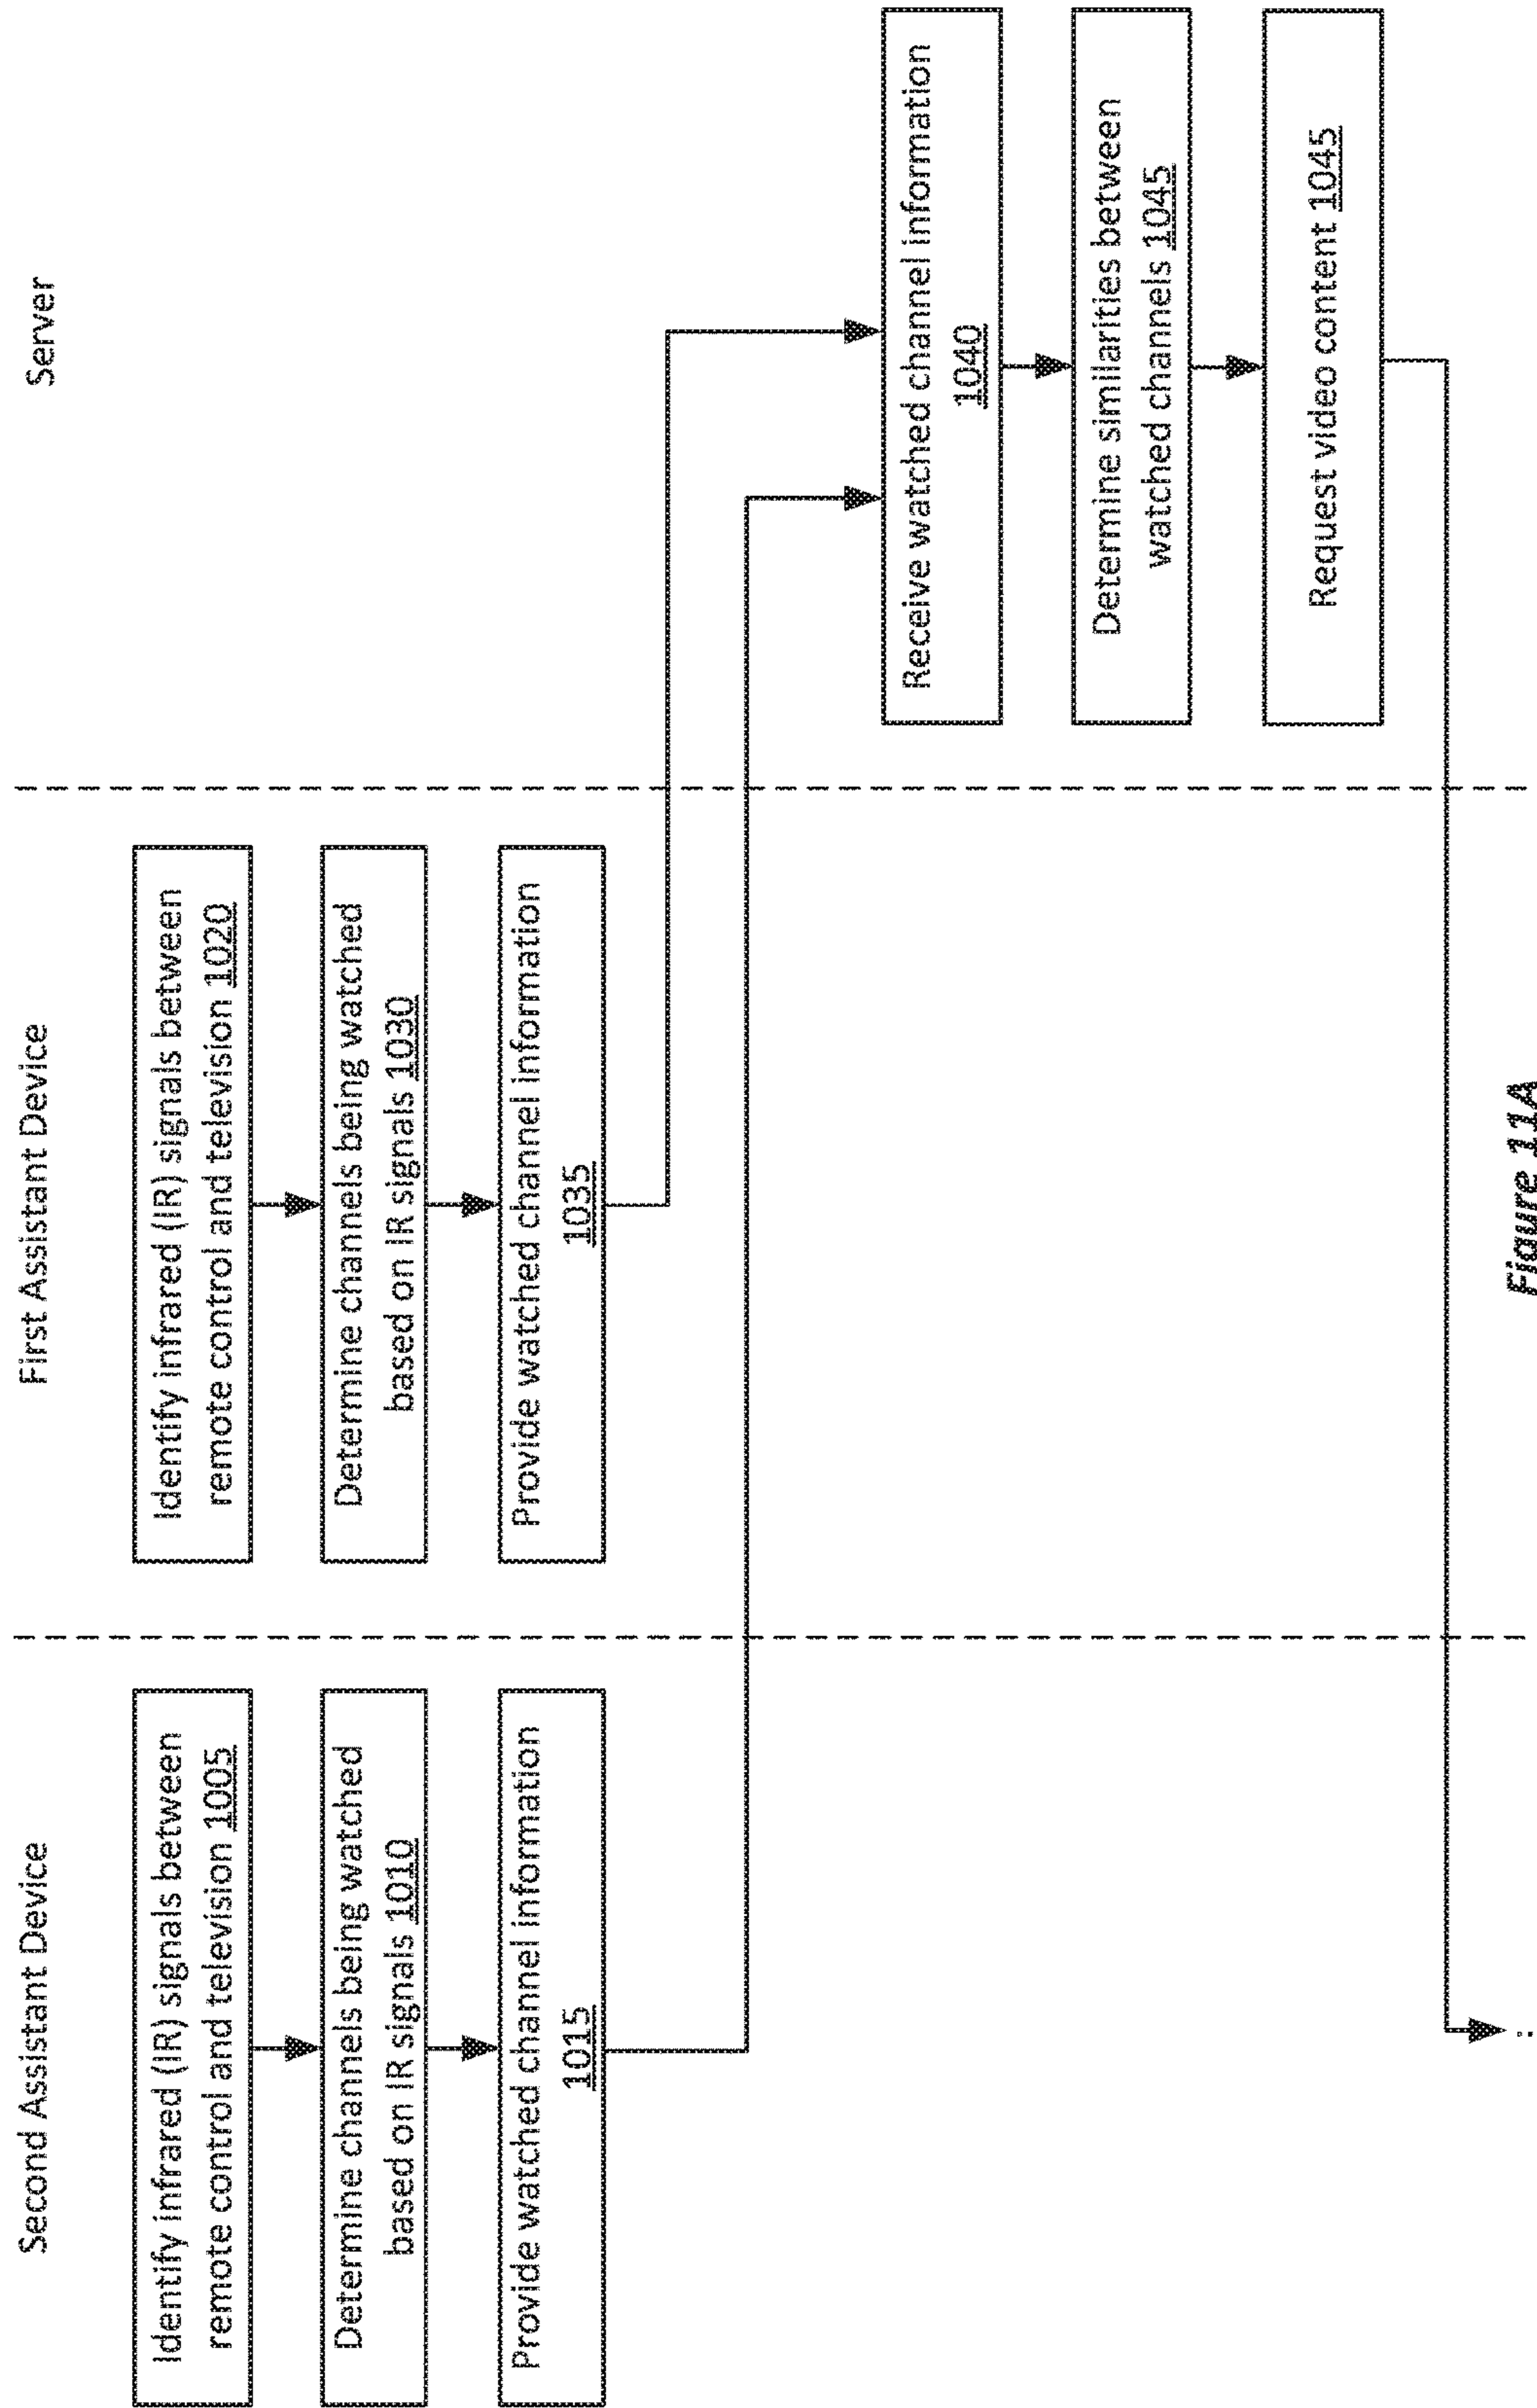 Second Assistant Device
Identify infrared (IR) signals between
remote control and television 1005
Determine channels being watched
based on IR signals 1010
Provide watched channel information
1015
First Assistant Device
Identify infrared (IR) signals between
remote control and television 1020
Determine channels being watched
based on IR signals 1030
Provide watched channel information
1035
Server
Receive watched channel information
1040
Determine similarities between
watched channels 1045
Request video content 1045
Figure 11A